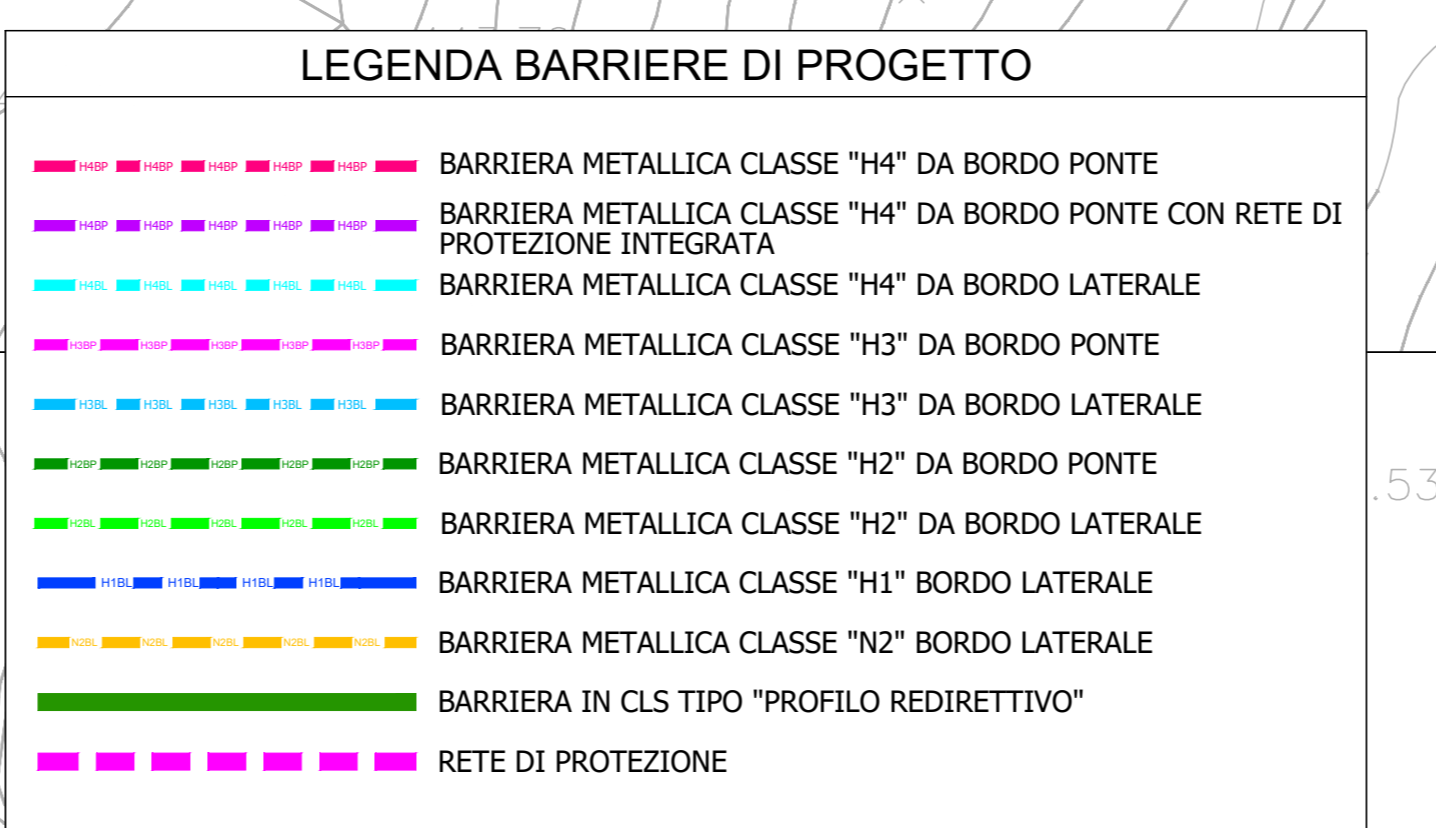 LEGENDA BARRIERE DI PROGETTO
H4BP H4BP H4BP H4BP H4BP BARRIERA METALLICA CLASSE "H4" DA BORDO PONTE
H4BP H4BP H4BP H4BP H4BP BARRIERA METALLICA CLASSE "H4" DA BORDO PONTE CON RETE DI
PROTEZIONE INTEGRATA
H4BL H4BL H4BL H4BL H4BL BARRIERA METALLICA CLASSE "H4" DA BORDO LATERALE
H3BP H3BP H3BP H3BP H3BP BARRIERA METALLICA CLASSE "H3" DA BORDO PONTE
H3BL H3BL H3BL H3BL H3BL BARRIERA METALLICA CLASSE "H3" DA BORDO LATERALE
H2BP H2BP H2BP H2BP H2BP BARRIERA METALLICA CLASSE "H2" DA BORDO PONTE
.53
H2BL H2BL H2BL H2BL H2BL BARRIERA METALLICA CLASSE "H2" DA BORDO LATERALE
H1BL H1BL H1BL H1BL BARRIERA METALLICA CLASSE "H1" BORDO LATERALE
N2BL N2BL N2BL N2BL N2BL BARRIERA METALLICA CLASSE "N2" BORDO LATERALE
BARRIERA IN CLS TIPO "PROFILO REDIRETTIVO"
RETE DI PROTEZIONE